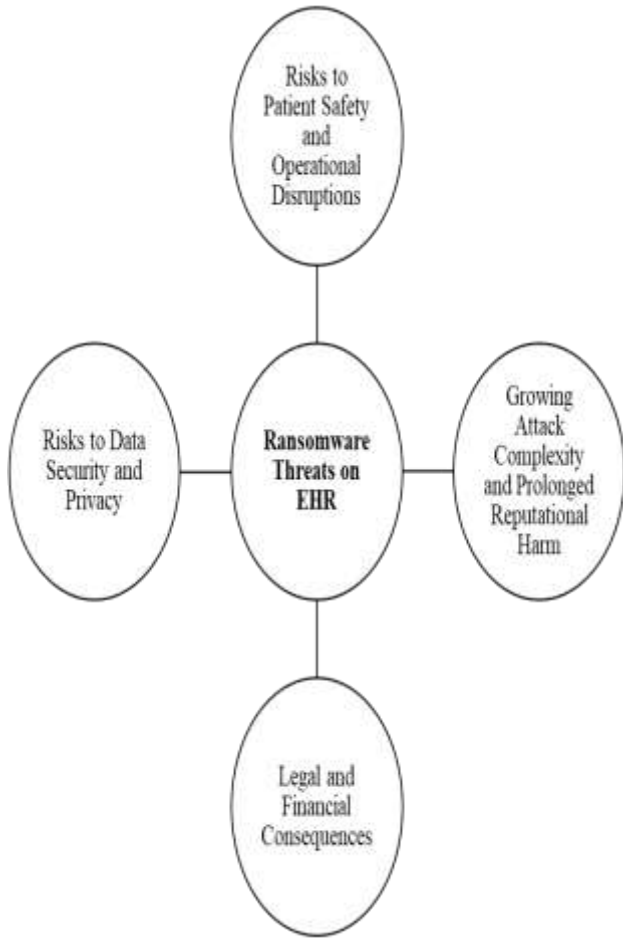 Risks to
Patient Safety
and
Operational
Disruptions
Risks to Data
Security and
Privacy
Ransomware
Threats on
EHR
Growing
Attack
Complexity
and Prolonged
Reputational
Harm
Legal and
Financial
Consequences